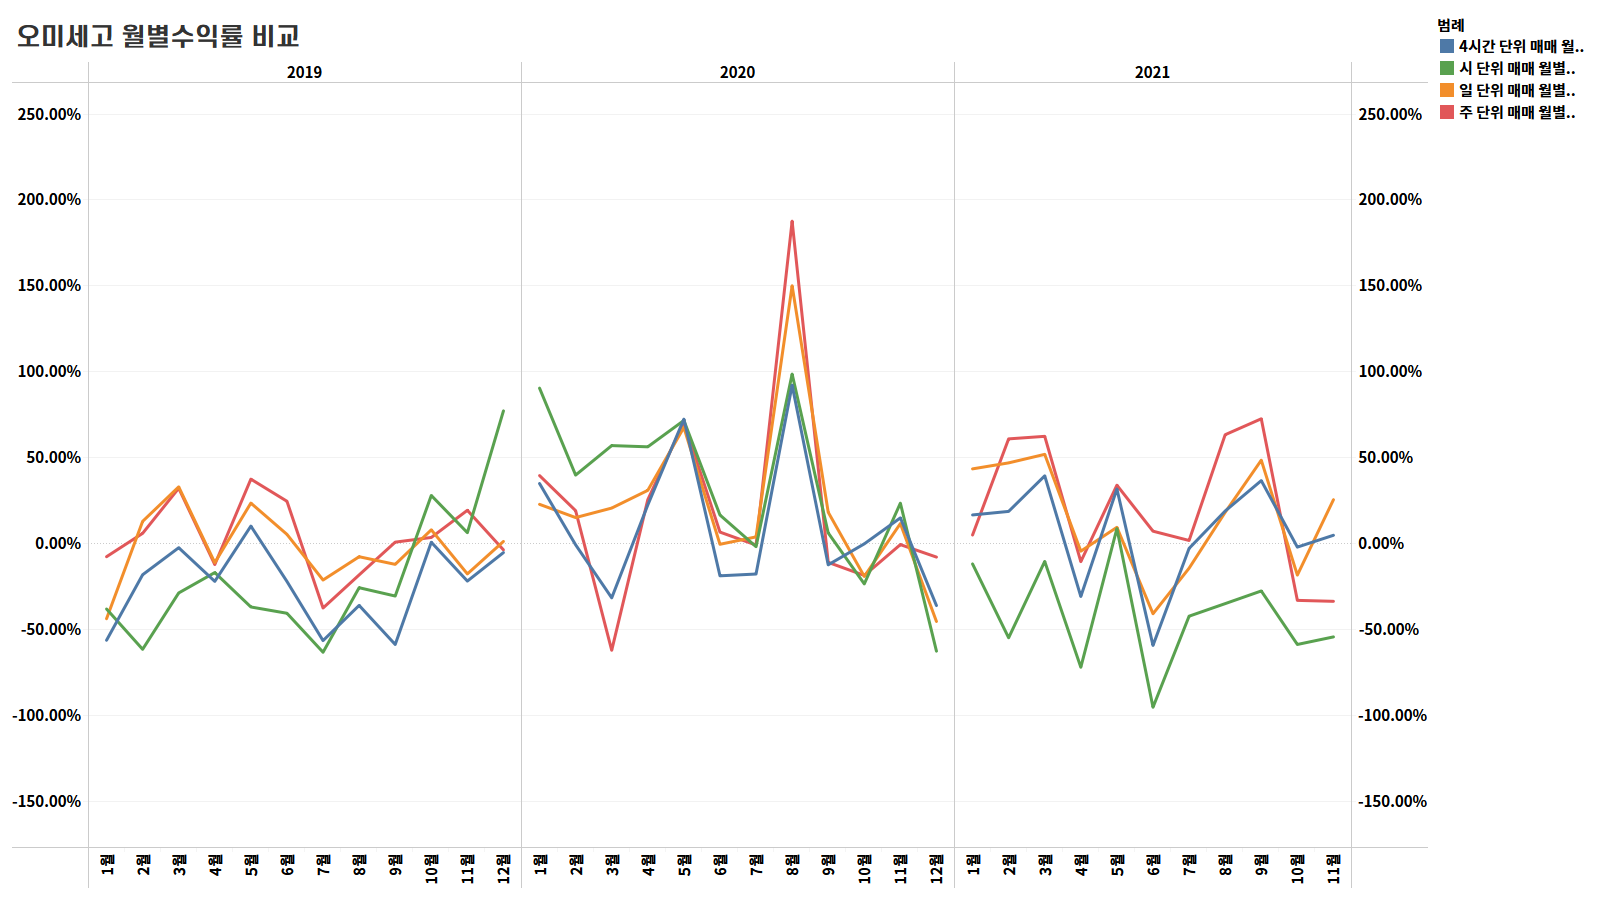 오미세고 월별수익률 비교
범례
4시간 단위 매매 월..
시 단위 매매 월별..
일 단위 매매 월별..
주 단위 매매 월별..
2019 2020 2021
250.00% 250.00%
200.00% 200.00%
150.00% 150.00%
100.00% 100.00%
50.00% 50.00%
0.00% 0.00%
-50.00% -50.00%
-100.00% -100.00%
-150.00% -150.00%
1월 2월 3월 4월 5월 6월 7월 8월 9월 10월 11월 12월 1월 2월 3월 4월 5월 6월 7월 8월 9월 10월 11월 12월 1월 2월 3월 4월 5월 6월 7월 8월 9월 10월 11월